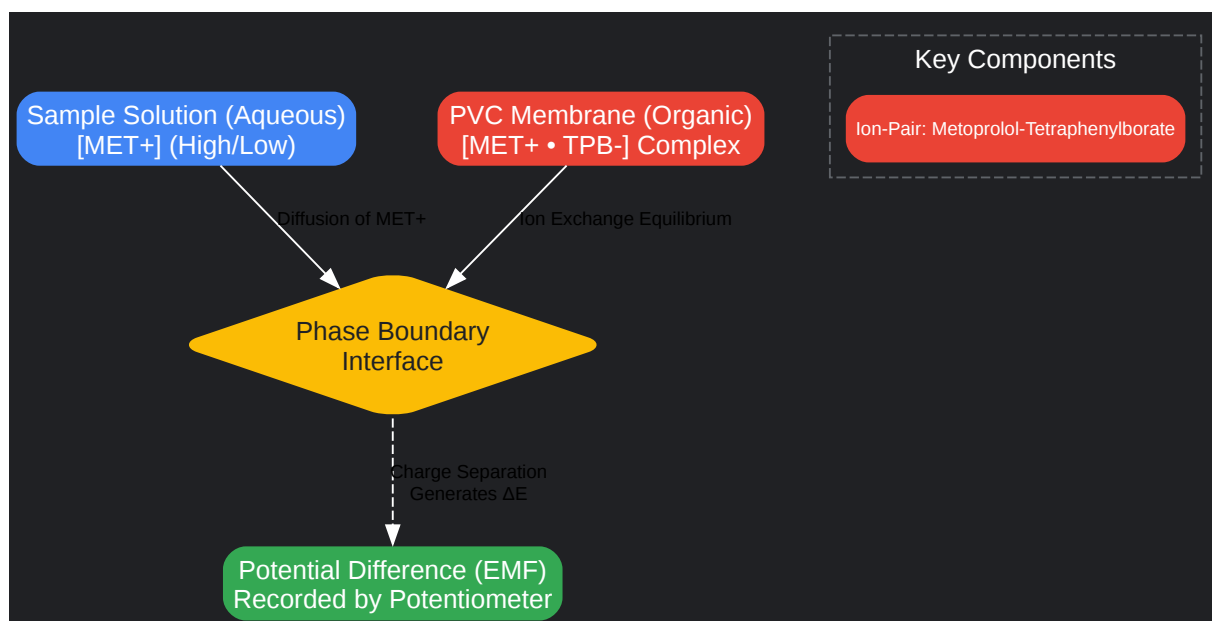 Key Components
Sample Solution (Aqueous)
[MET+] (High/Low)
PVC Membrane (Organic)
[MET+ • TPB-] Complex
Ion-Pair: Metoprolol-Tetraphenylborate
Diffusion of MET+
Ion Exchange Equilibrium
Phase Boundary
Interface
Charge Separation
Generates ΔE
Potential Difference (EMF)
Recorded by Potentiometer